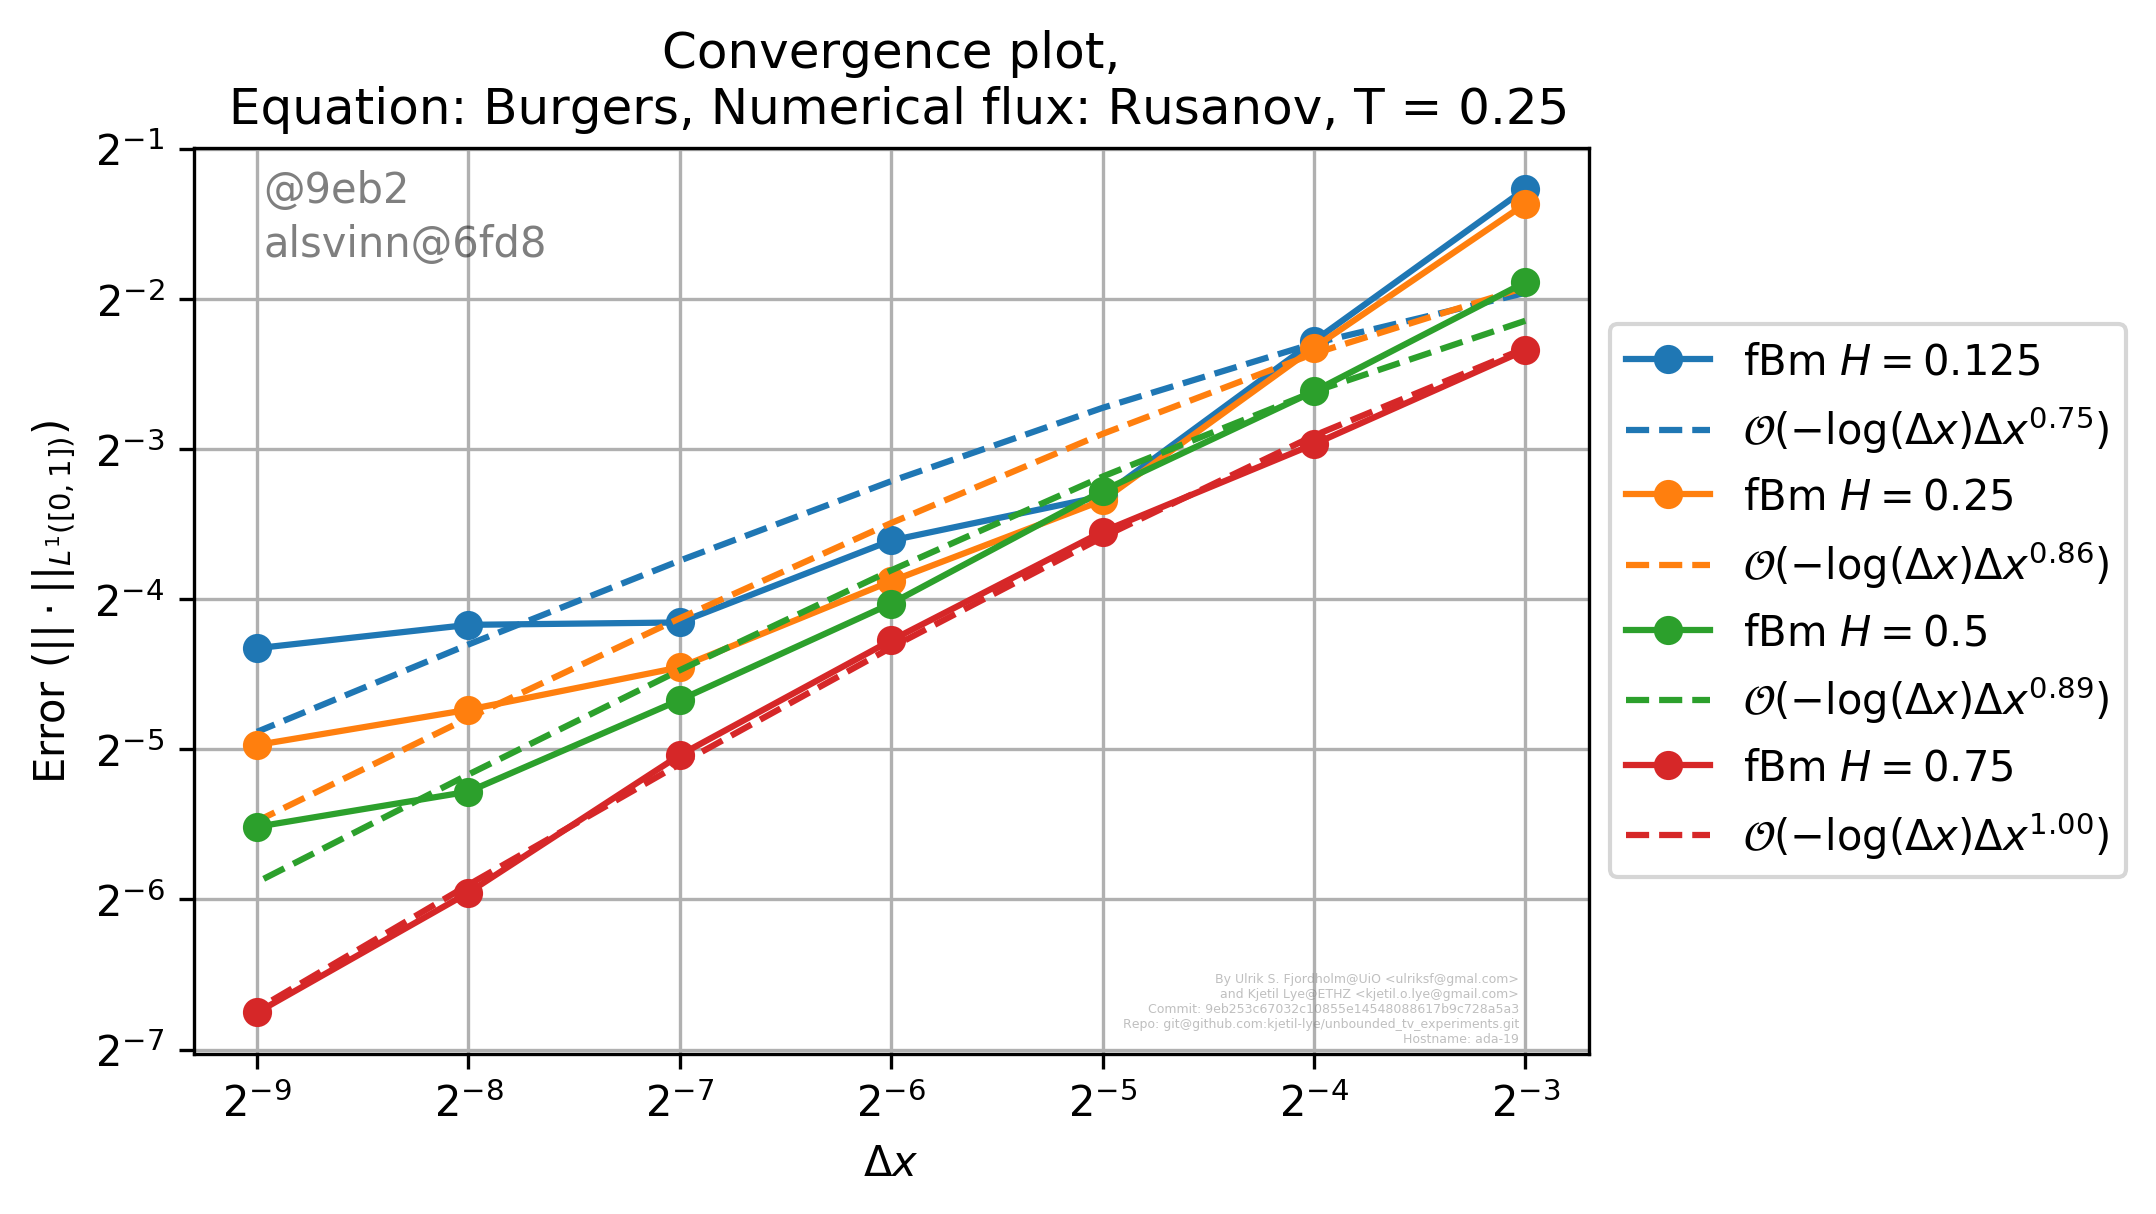 Convergence plot,
Equation: Burgers, Numerical flux: Rusanov, T = 0.25
@9eb2
alsvinn@6fd8
2⁻¹
2⁻²
2⁻³
2⁻⁴
2⁻⁵
2⁻⁶
2⁻⁷
Error (||·||_{L¹([0,1])})
2⁻⁹ 2⁻⁸ 2⁻⁷ 2⁻⁶ 2⁻⁵ 2⁻⁴ 2⁻³
Δx
fBm H = 0.125
𝒪(−log(Δx)Δx^{0.75})
fBm H = 0.25
𝒪(−log(Δx)Δx^{0.86})
fBm H = 0.5
𝒪(−log(Δx)Δx^{0.89})
fBm H = 0.75
𝒪(−log(Δx)Δx^{1.00})
By Ulrik S. Fjordholm@UiO <ulriksf@gmal.com>
and Kjetil Lye@ETHZ <kjetil.o.lye@gmail.com>
Commit: 9eb253c67032c10855e14548088617b9c728a5a3
Repo: git@github.com:kjetil-lye/unbounded_tv_experiments.git
Hostname: ada-19